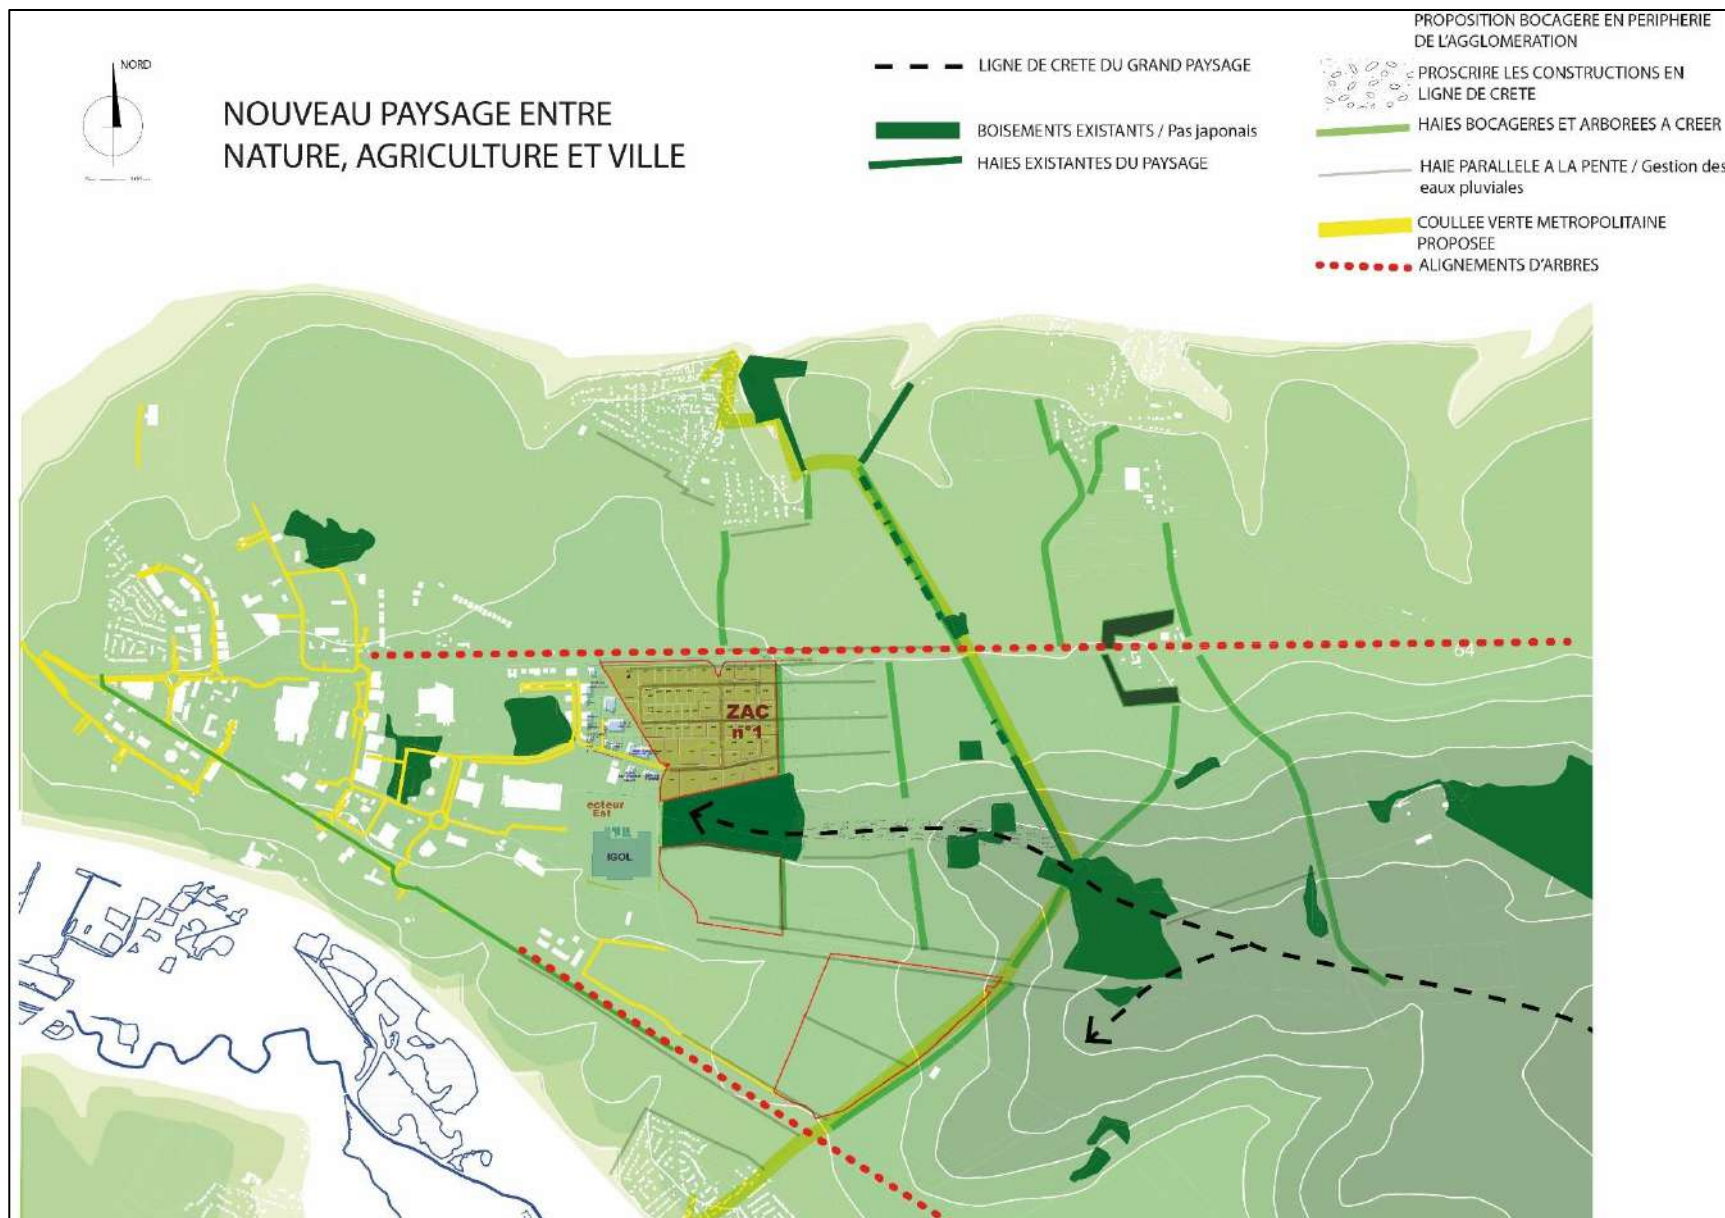 NORD
NOUVEAU PAYSAGE ENTRE
NATURE, AGRICULTURE ET VILLE
LIGNE DE CRETE DU GRAND PAYSAGE
BOISEMENTS EXISTANTS / Pas japonais
HAIES EXISTANTES DU PAYSAGE
PROPOSITION BOCAGERE EN PERIPHERIE
DE L'AGGLOMERATION
PROSCRIRE LES CONSTRUCTIONS EN
LIGNE DE CRETE
HAIES BOCAGERES ET ARBOREES A CREER
HAIE PARALLELE A LA PENTE / Gestion des
eaux pluviales
COULLEE VERTE METROPOLITAINE
PROPOSEE
ALIGNEMENTS D'ARBRES
64
ZAC
n°1
ecteur
Est
IGOL